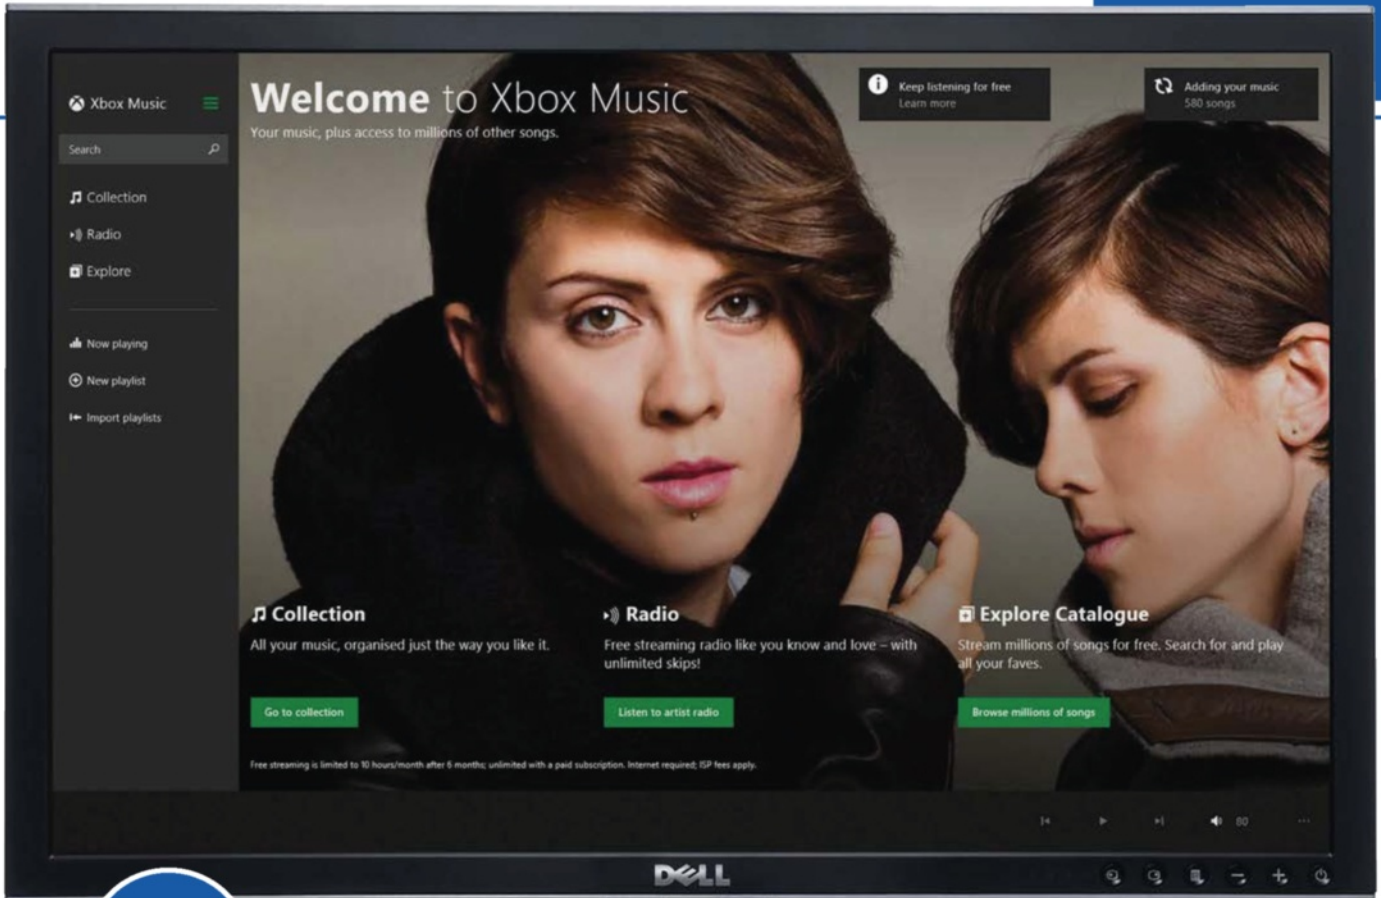 Xbox Music
Search
Collection
Radio
Explore
Now playing
New playlist
Import playlists
Welcome to Xbox Music
Your music, plus access to millions of other songs.
Keep listening for free
Learn more
Adding your music
580 songs
Collection
All your music, organised just the way you like it.
Go to collection
Radio
Free streaming radio like you know and love – with
unlimited skips!
Listen to artist radio
Explore Catalogue
Stream millions of songs for free. Search for and play
all your faves.
Browse millions of songs
Free streaming is limited to 10 hours/month after 6 months; unlimited with a paid subscription. Internet required; ISP fees apply.
80
DELL